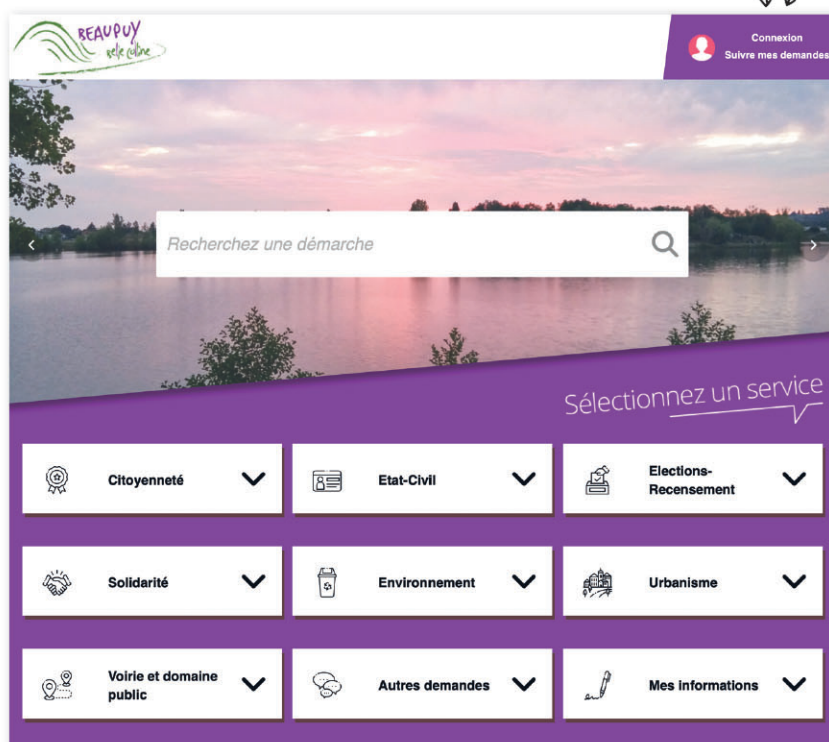 BEAUPUY
belle colline
Connexion
Suivre mes demandes
Recherchez une démarche
Sélectionnez un service
Citoyenneté
Etat-Civil
Elections-
Recensement
Solidarité
Environnement
Urbanisme
Voirie et domaine
public
Autres demandes
Mes informations